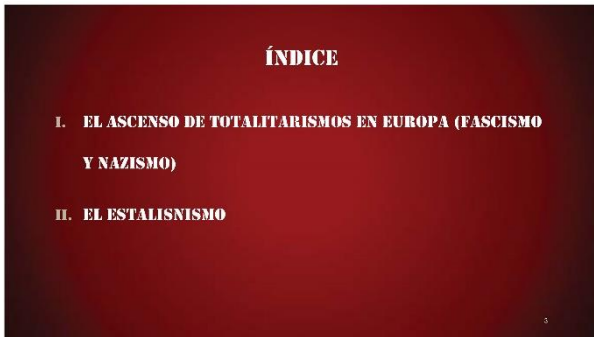 ÍNDICE
I. EL ASCENSO DE TOTALITARISMOS EN EUROPA (FASCISMO
Y NAZISMO)
II. EL ESTALISNISMO
3